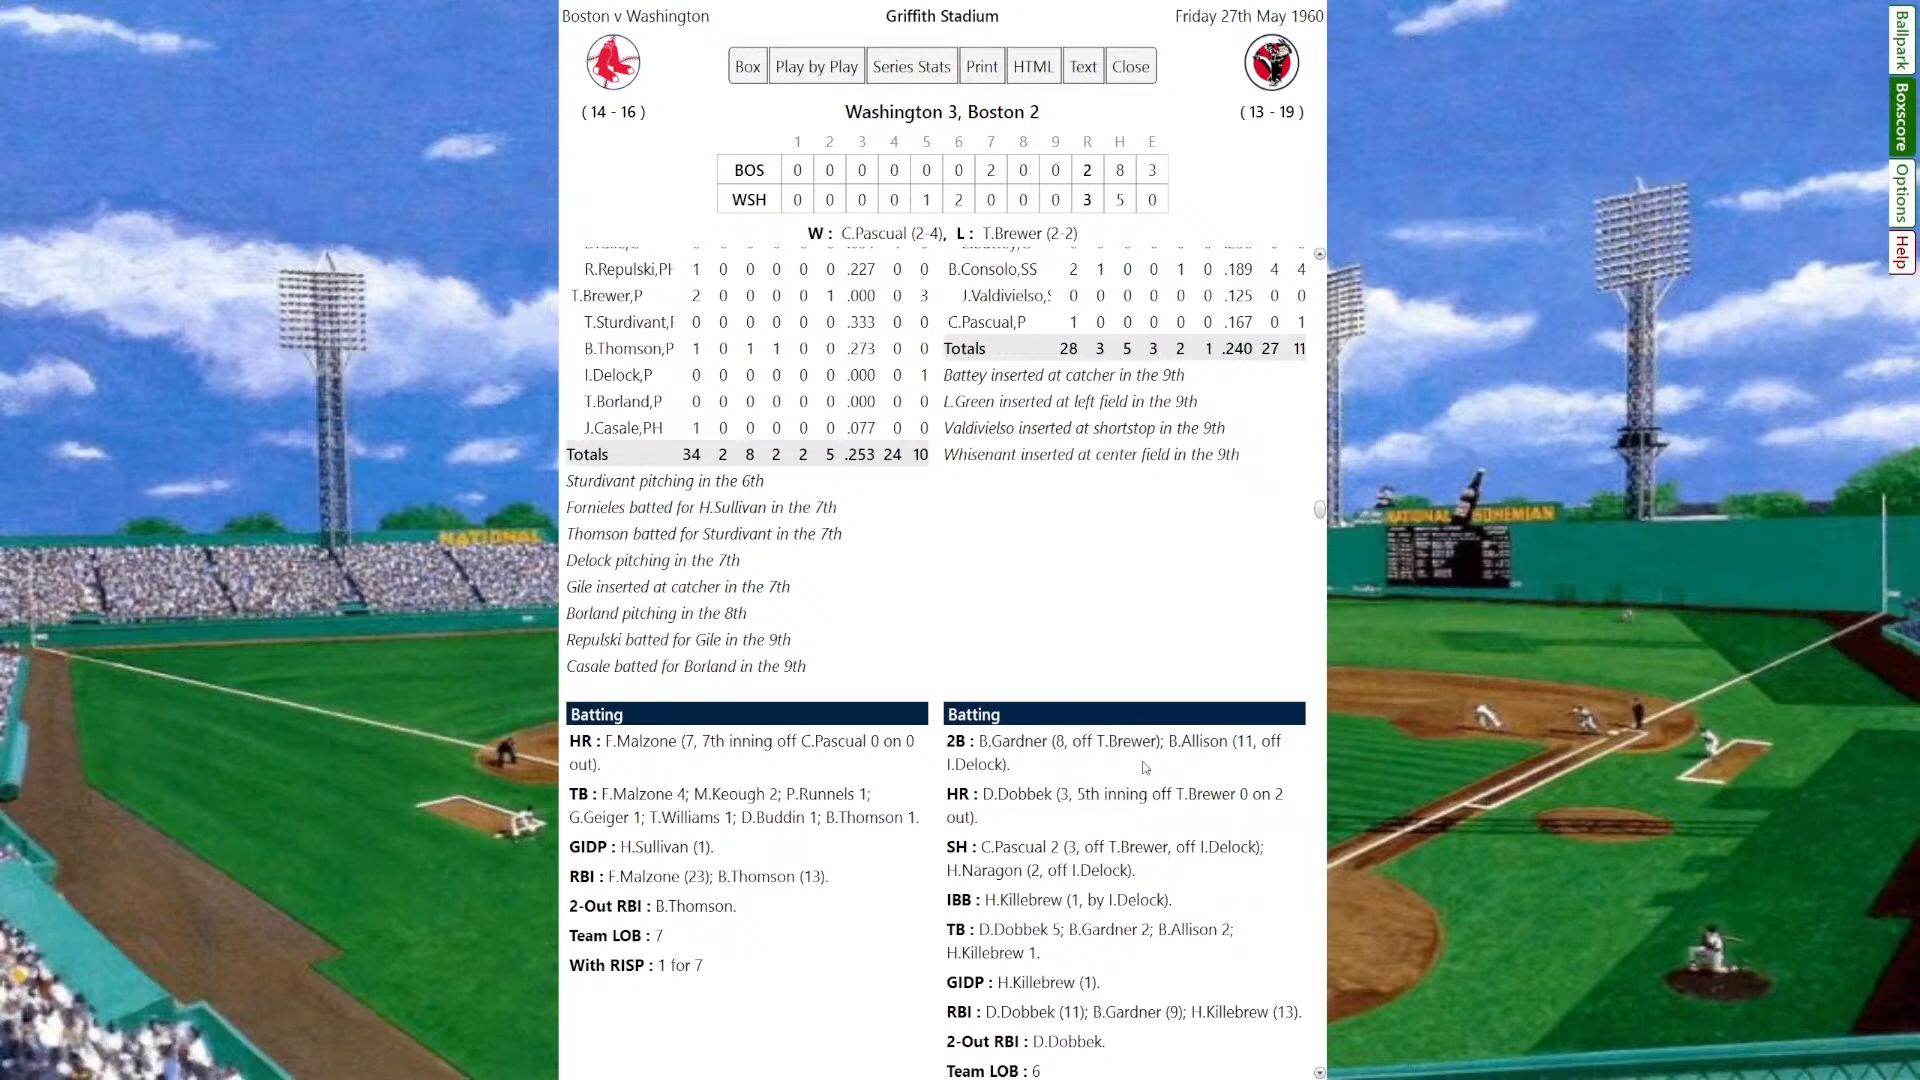 Boston v Washington
Griffith Stadium
Friday 27th May 1960
Box Play by Play Series Stats Print HTML Text Close
( 14 - 16 )
Washington 3, Boston 2
( 13 - 19 )
1 2 3 4 5 6 7 8 9 R H E
BOS 0 0 0 0 0 0 2 0 0 2 8 3
WSH 0 0 0 0 1 2 0 0 0 3 5 0
W : C.Pascual (2-4), L : T.Brewer (2-2)
R.Repulski,PH 1 0 0 0 0 0 .227 0 0
T.Brewer,P 2 0 0 0 0 1 .000 0 3
T.Sturdivant, 0 0 0 0 0 0 .333 0 0
B.Thomson,P 1 0 1 1 0 0 .273 0 0
I.Delock,P 0 0 0 0 0 0 .000 0 1
T.Borland,P 0 0 0 0 0 0 .000 0 0
J.Casale,PH 1 0 0 0 0 0 .077 0 0
Totals 34 2 8 2 2 5 .253 24 10
Sturdivant pitching in the 6th
Fornieles batted for H.Sullivan in the 7th
Thomson batted for Sturdivant in the 7th
Delock pitching in the 7th
Gile inserted at catcher in the 7th
Borland pitching in the 8th
Repulski batted for Gile in the 9th
Casale batted for Borland in the 9th
B.Consolo,SS 2 1 0 0 1 0 .189 4 4
J.Valdivielso, 0 0 0 0 0 0 .125 0 0
C.Pascual,P 1 0 0 0 0 0 .167 0 1
Totals 28 3 5 3 2 1 .240 27 11
Battey inserted at catcher in the 9th
L.Green inserted at left field in the 9th
Valdivielso inserted at shortstop in the 9th
Whisenant inserted at center field in the 9th
Batting
HR : F.Malzone (7, 7th inning off C.Pascual 0 on 0
out).
TB : F.Malzone 4; M.Keough 2; P.Runnels 1;
G.Geiger 1; T.Williams 1; D.Buddin 1; B.Thomson 1.
GIDP : H.Sullivan (1).
RBI : F.Malzone (23); B.Thomson (13).
2-Out RBI : B.Thomson.
Team LOB : 7
With RISP : 1 for 7
Batting
2B : B.Gardner (8, off T.Brewer); B.Allison (11, off
I.Delock).
HR : D.Dobbek (3, 5th inning off T.Brewer 0 on 2
out).
SH : C.Pascual 2 (3, off T.Brewer, off I.Delock);
H.Naragon (2, off I.Delock).
IBB : H.Killebrew (1, by I.Delock).
TB : D.Dobbek 5; B.Gardner 2; B.Allison 2;
H.Killebrew 1.
GIDP : H.Killebrew (1).
RBI : D.Dobbek (11); B.Gardner (9); H.Killebrew (13).
2-Out RBI : D.Dobbek.
Team LOB : 6
Ballpark
Boxscore
Options
Help
NATIONAL
NATIONAL BOHEMIAN